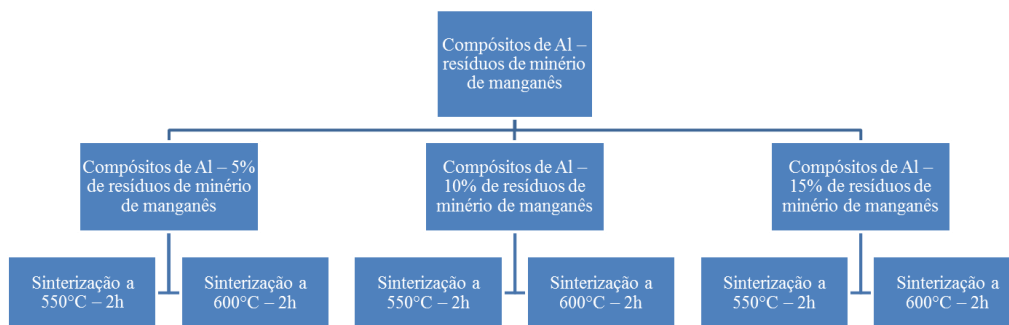 Compósitos de Al –
resíduos de minério
de manganês
Compósitos de Al – 5%
de resíduos de minério
de manganês
Compósitos de Al –
10% de resíduos de
minério de manganês
Compósitos de Al –
15% de resíduos de
minério de manganês
Sinterização a
550°C – 2h
Sinterização a
600°C – 2h
Sinterização a
550°C – 2h
Sinterização a
600°C – 2h
Sinterização a
550°C – 2h
Sinterização a
600°C – 2h